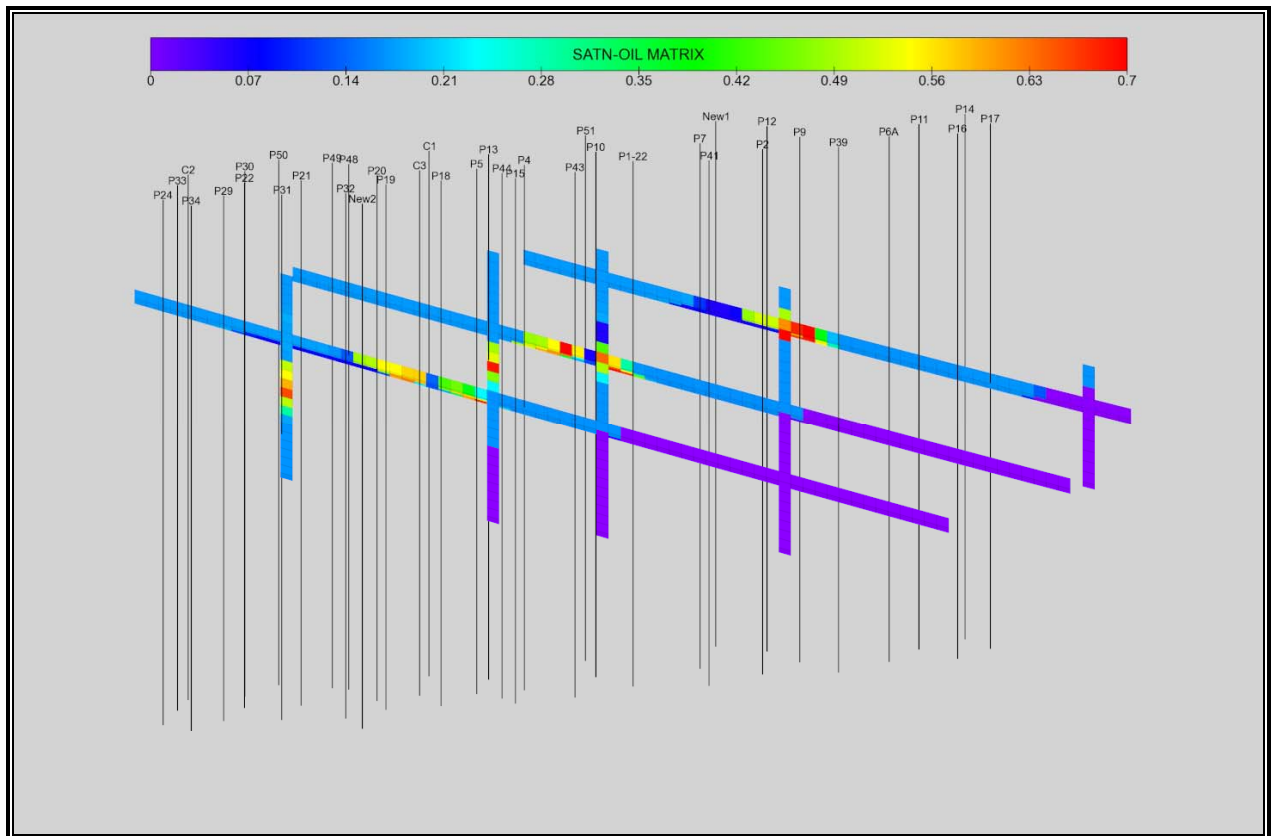 SATN-OIL MATRIX
0 0.07 0.14 0.21 0.28 0.35 0.42 0.49 0.56 0.63 0.7
P14
New1
P11
P12
P17
P16
P51
P9
P6A
P7
P2
P39
C1
P10
P13
P50
P49
P48
P1-22
P41
P4
P5
C3
P30
C2
P43
P44
P15
P20
P21
P18
P22
P33
P19
P32
P31
P29
P24
New2
P34